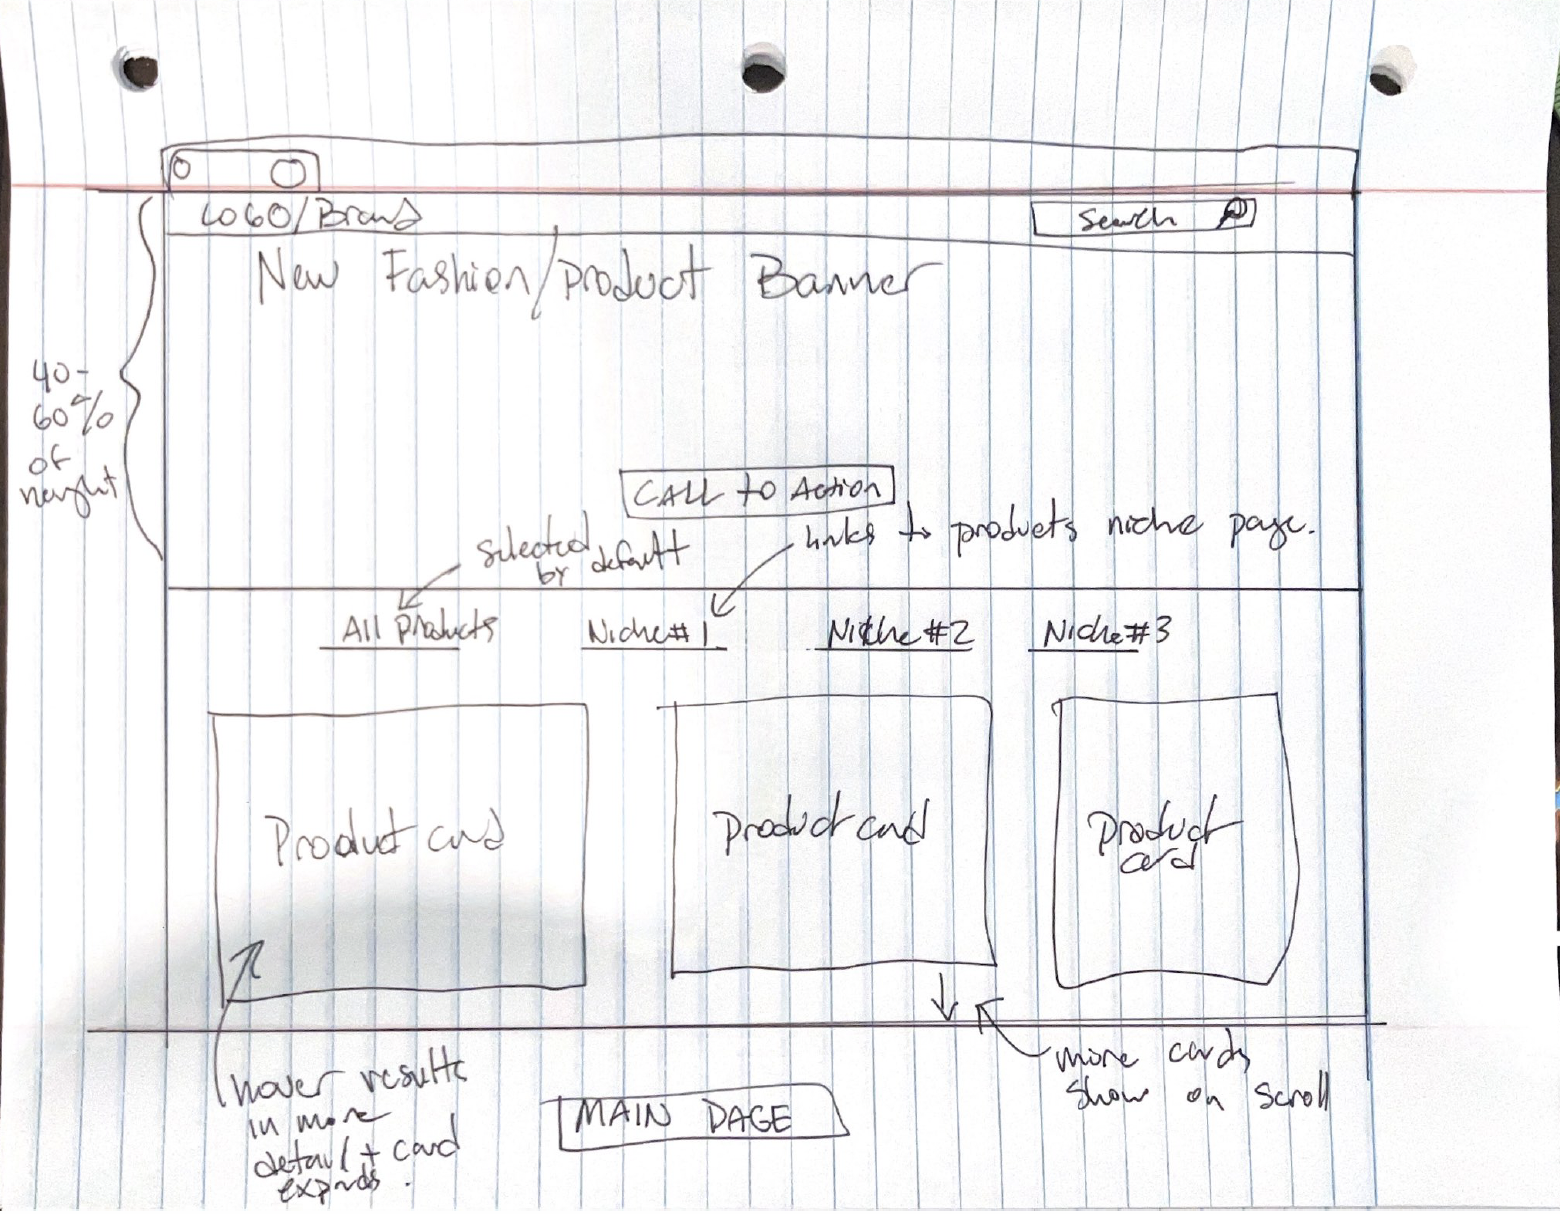 LOGO/Brand
Search
New Fashion/product Banner
40-
60%
of
height
CALL to Action
selected
by default
links to products niche page.
All Products
Niche#1
Niche#2
Niche#3
Product card
Product card
Product
card
hover results
in more
detail + card
expands.
more cards
show on scroll
MAIN PAGE